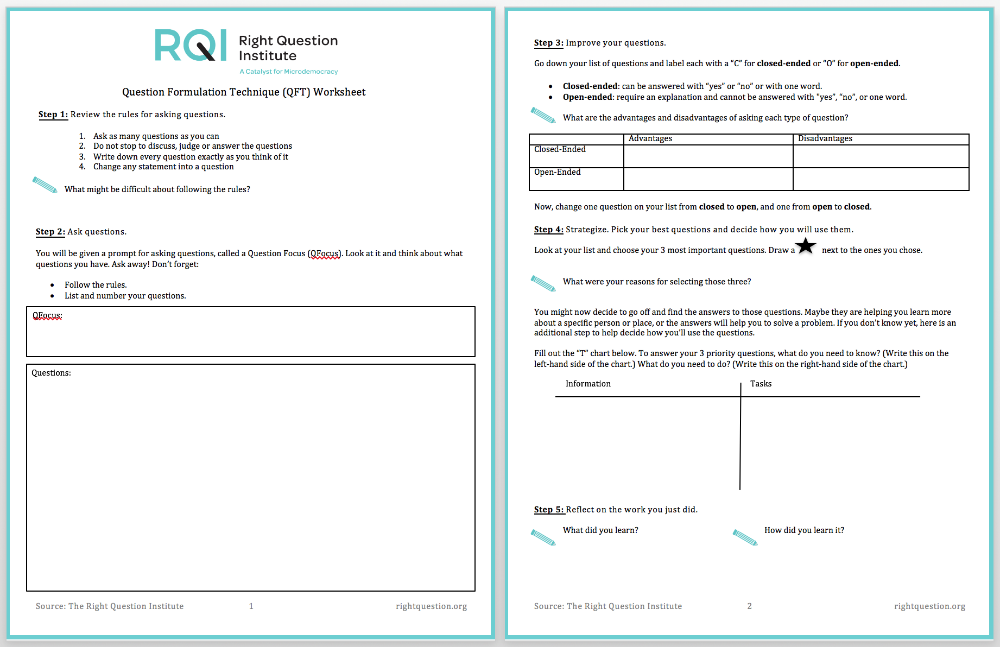 RQI
Right Question
Institute
A Catalyst for Microdemocracy
Question Formulation Technique (QFT) Worksheet
Step 1: Review the rules for asking questions.
1. Ask as many questions as you can
2. Do not stop to discuss, judge or answer the questions
3. Write down every question exactly as you think of it
4. Change any statement into a question
What might be difficult about following the rules?
Step 2: Ask questions.
You will be given a prompt for asking questions, called a Question Focus (QFocus). Look at it and think about what
questions you have. Ask away! Don’t forget:
• Follow the rules.
• List and number your questions.
QFocus:
Questions:
Source: The Right Question Institute 1 rightquestion.org
Step 3: Improve your questions.
Go down your list of questions and label each with a “C” for closed-ended or “O” for open-ended.
• Closed-ended: can be answered with “yes” or “no” or with one word.
• Open-ended: require an explanation and cannot be answered with "yes”, “no”, or one word.
What are the advantages and disadvantages of asking each type of question?
Advantages Disadvantages
Closed-Ended
Open-Ended
Now, change one question on your list from closed to open, and one from open to closed.
Step 4: Strategize. Pick your best questions and decide how you will use them.
Look at your list and choose your 3 most important questions. Draw a ★ next to the ones you chose.
What were your reasons for selecting those three?
You might now decide to go off and find the answers to those questions. Maybe they are helping you learn more
about a specific person or place, or the answers will help you to solve a problem. If you don’t know yet, here is an
additional step to help decide how you’ll use the questions.
Fill out the “T” chart below. To answer your 3 priority questions, what do you need to know? (Write this on the
left-hand side of the chart.) What do you need to do? (Write this on the right-hand side of the chart.)
Information Tasks
Step 5: Reflect on the work you just did.
What did you learn? How did you learn it?
Source: The Right Question Institute 2 rightquestion.org